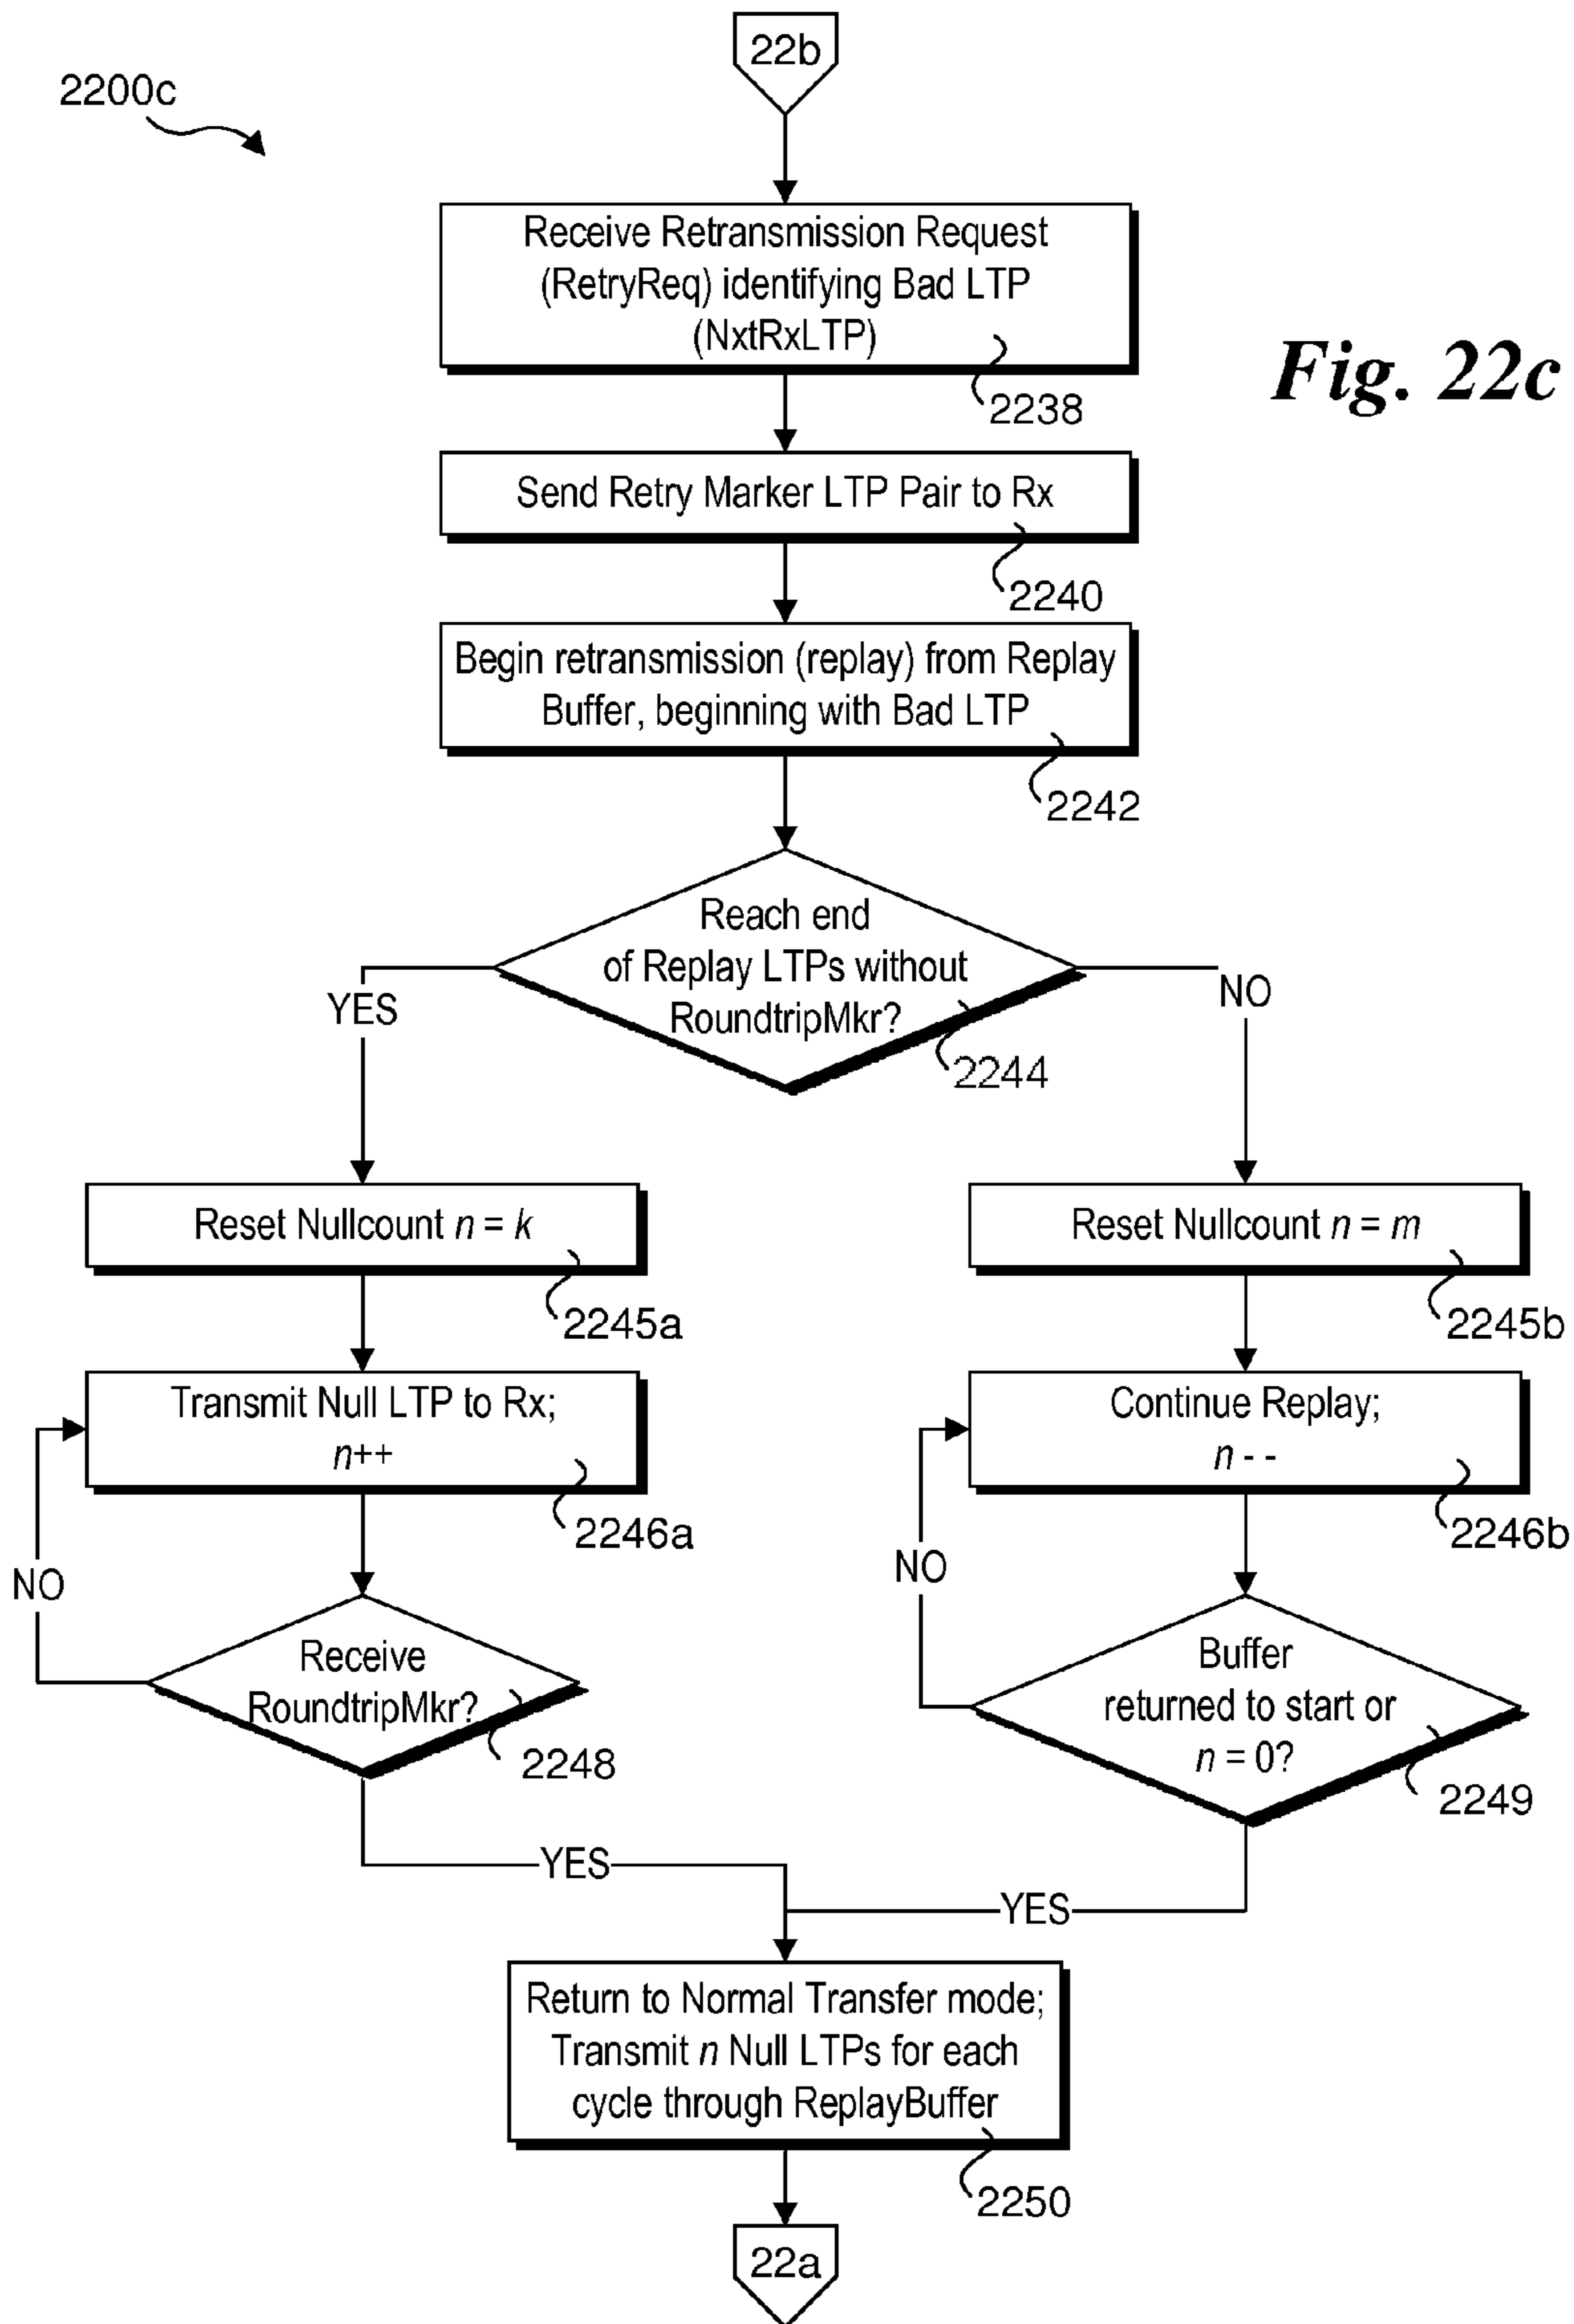 22b
2200c
Receive Retransmission Request
(RetryReq) identifying Bad LTP
(NxtRxLTP)
2238
Fig. 22c
Send Retry Marker LTP Pair to Rx
2240
Begin retransmission (replay) from Replay
Buffer, beginning with Bad LTP
2242
Reach end
of Replay LTPs without
RoundtripMkr?
2244
YES
NO
Reset Nullcount n = k
2245a
Reset Nullcount n = m
2245b
Transmit Null LTP to Rx;
n++
2246a
Continue Replay;
n - -
2246b
NO
NO
Receive
RoundtripMkr?
2248
Buffer
returned to start or
n = 0?
2249
YES
YES
Return to Normal Transfer mode;
Transmit n Null LTPs for each
cycle through ReplayBuffer
2250
22a